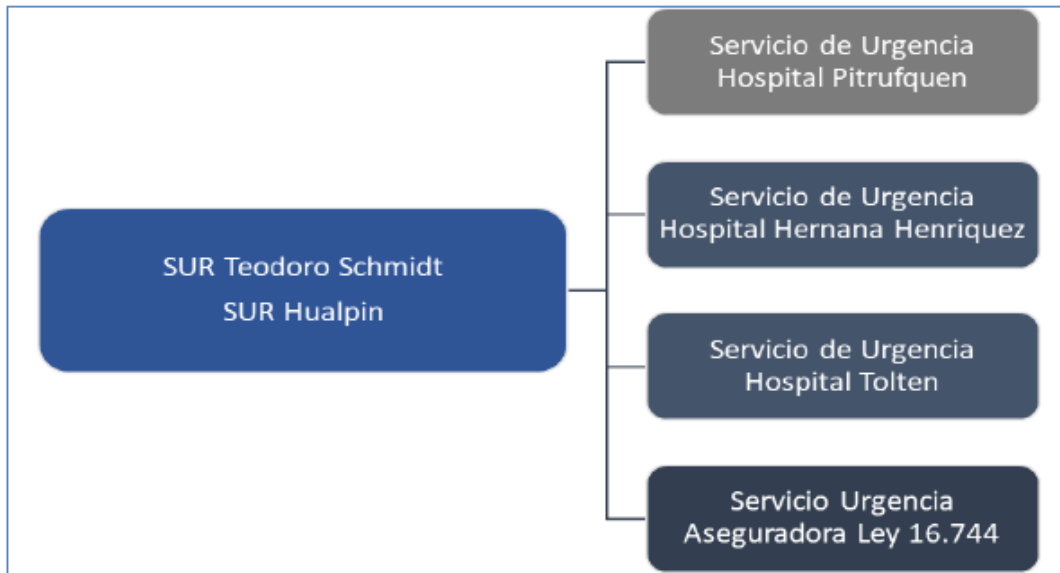 SUR Teodoro Schmidt
SUR Hualpin
Servicio de Urgencia
Hospital Pitrufquen
Servicio de Urgencia
Hospital Hernana Henriquez
Servicio de Urgencia
Hospital Tolten
Servicio Urgencia
Aseguradora Ley 16.744